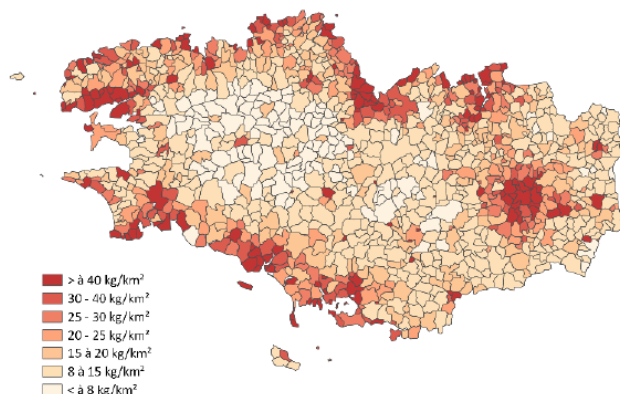 > à 40 kg/km²
30 - 40 kg/km²
25 - 30 kg/km²
20 - 25 kg/km²
15 à 20 kg/km²
8 à 15 kg/km²
< à 8 kg/km²